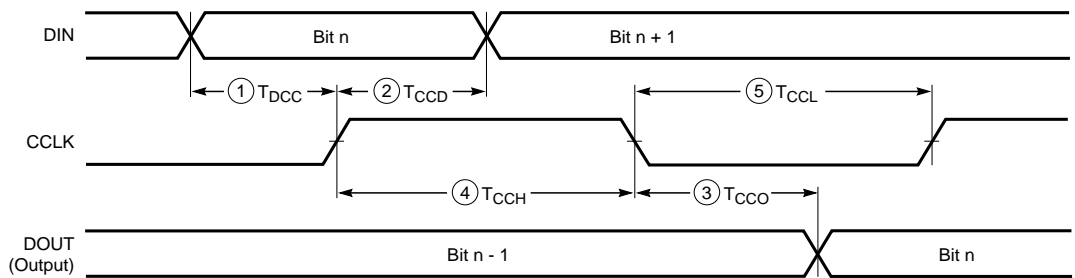 DIN
Bit n
Bit n + 1
1 TDCC
2 TCCD
5 TCCL
CCLK
4 TCCH
3 TCCO
DOUT
(Output)
Bit n - 1
Bit n